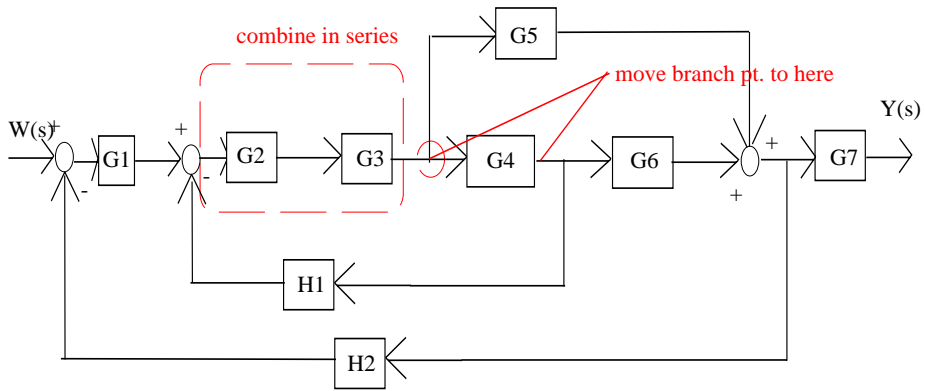 G5
combine in series
move branch pt. to here
W(s)
+
Y(s)
+
G1
G2
G3
G4
G6
+
G7
-
-
+
H1
H2